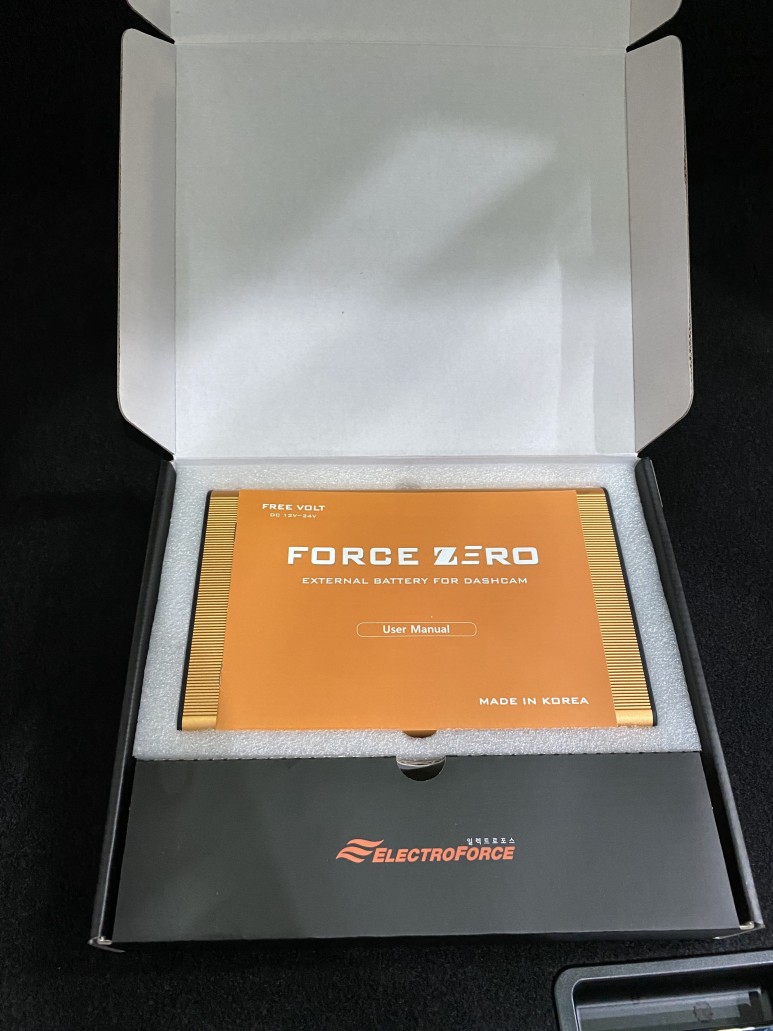 FREE VOLT
DC 12V~24V
FORCE ZERO
EXTERNAL BATTERY FOR DASHCAM
User Manual
MADE IN KOREA
일렉트로포스
ELECTROFORCE